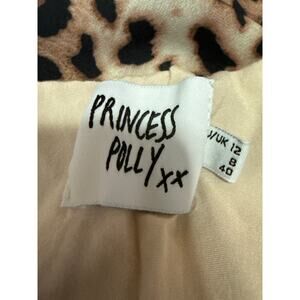 PRINCESS
POLLY xx
/UK 12
8
40